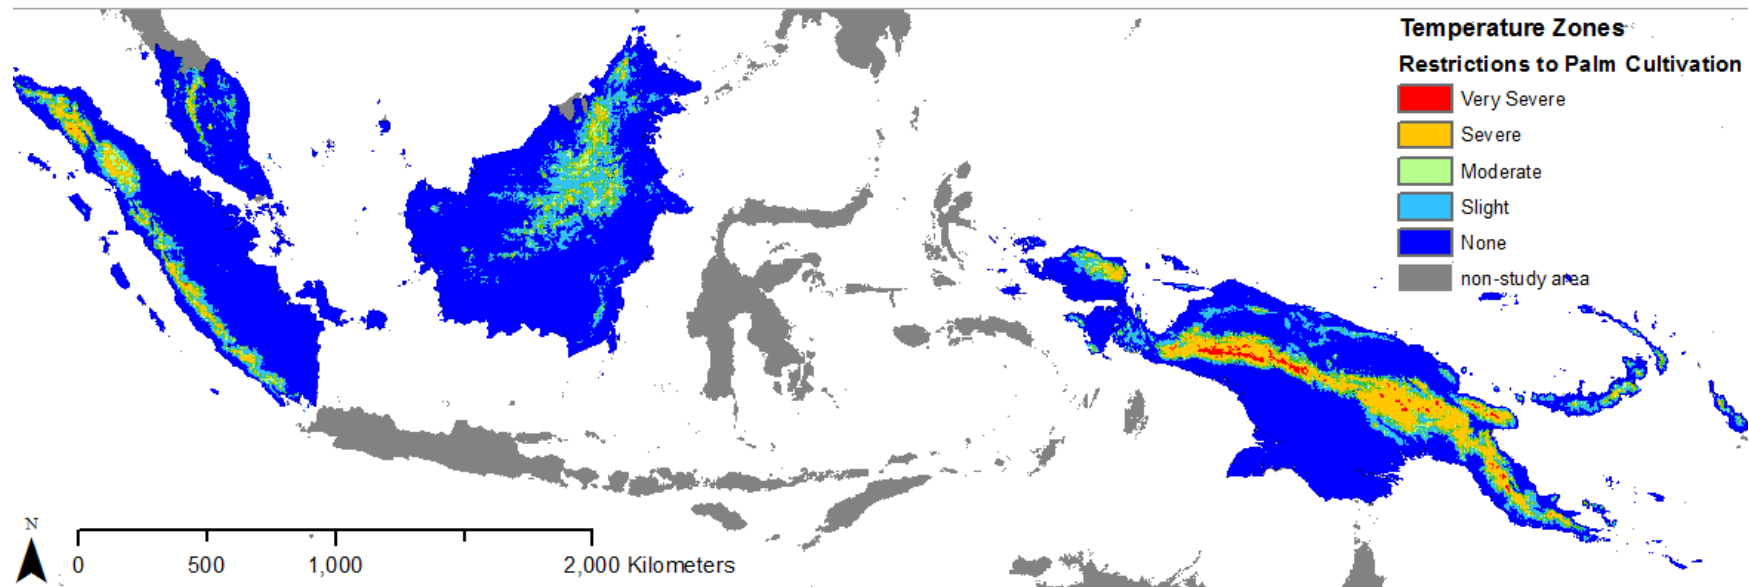 Temperature Zones
Restrictions to Palm Cultivation
Very Severe
Severe
Moderate
Slight
None
non-study area
N
0 500 1,000 2,000 Kilometers